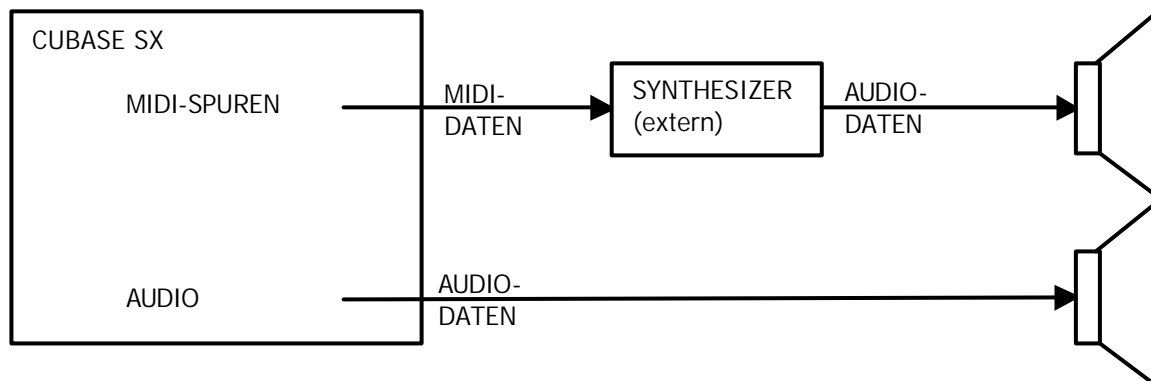 CUBASE SX
MIDI-SPUREN
MIDI-
DATEN
SYNTHESIZER
(extern)
AUDIO-
DATEN
AUDIO
AUDIO-
DATEN